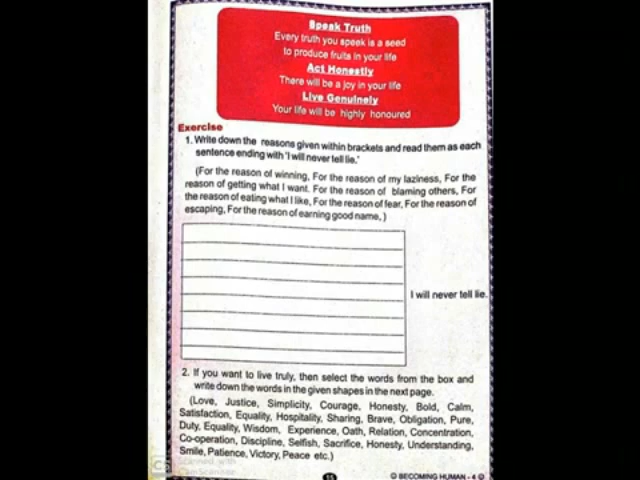 Speak Truth
Every truth you speek is a seed
to produce fruits in your life
Act Honestly
There will be a joy in your life
Live Genuinely
Your life will be highly honoured
Exercise
1. Write down the reasons given within brackets and read them as each
sentence ending with 'I will never tell lie.'
(For the reason of winning, For the reason of my laziness, For the
reason of getting what I want. For the reason of blaming others, For
the reason of eating what I like, For the reason of fear, For the reason of
escaping, For the reason of earning good name, )
I will never tell lie.
2. If you want to live truly, then select the words from the box and
write down the words in the given shapes in the next page.
(Love, Justice, Simplicity, Courage, Honesty, Bold, Calm,
Satisfaction, Equality, Hospitality, Sharing, Brave, Obligation, Pure,
Duty, Equality, Wisdom, Experience, Oath, Relation, Concentration,
Co-operation, Discipline, Selfish, Sacrifice, Honesty, Understanding,
Smile, Patience, Victory, Peace etc.)
CS Scanned with
CamScanner
15
BECOMING HUMAN - 4